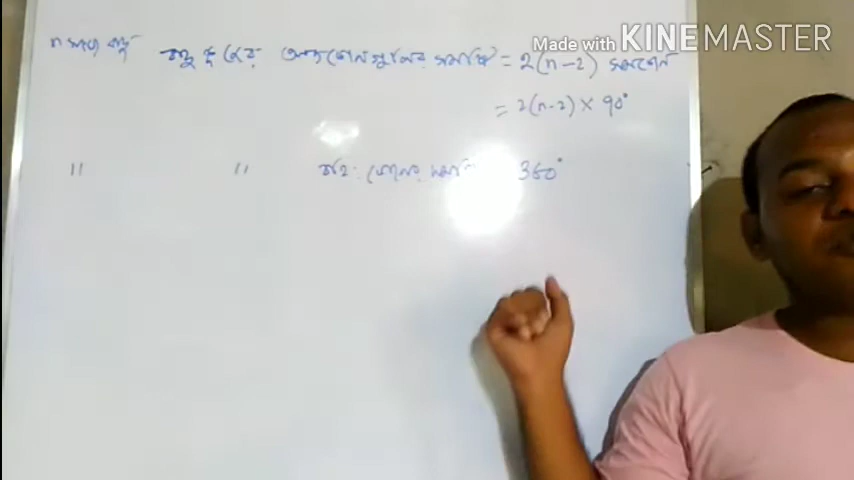 Made with KINEMASTER
n সংখ্যক বাহু বহুভুজের অন্তঃকোণগুলির সমষ্টি = 2(n-2) সমকোণ
= 2(n-2) × 90°
" " বহিঃকোণের সমষ্টি 360°